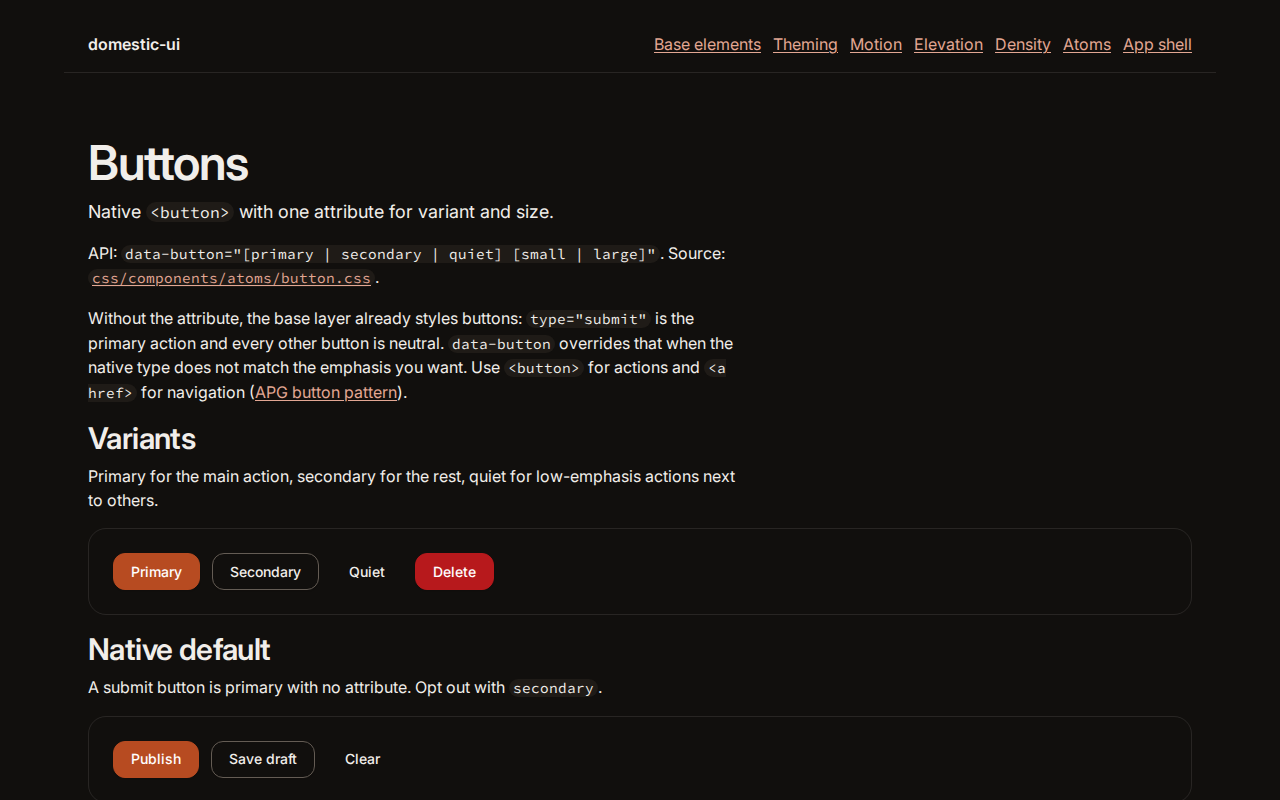 domestic-ui
Base elements Theming Motion Elevation Density Atoms App shell
Buttons
Native <button> with one attribute for variant and size.
API: data-button="[primary | secondary | quiet] [small | large]". Source:
css/components/atoms/button.css.
Without the attribute, the base layer already styles buttons: type="submit" is the
primary action and every other button is neutral. data-button overrides that when the
native type does not match the emphasis you want. Use <button> for actions and <a
href> for navigation (APG button pattern).
Variants
Primary for the main action, secondary for the rest, quiet for low-emphasis actions next
to others.
Primary Secondary Quiet Delete
Native default
A submit button is primary with no attribute. Opt out with secondary.
Publish Save draft Clear